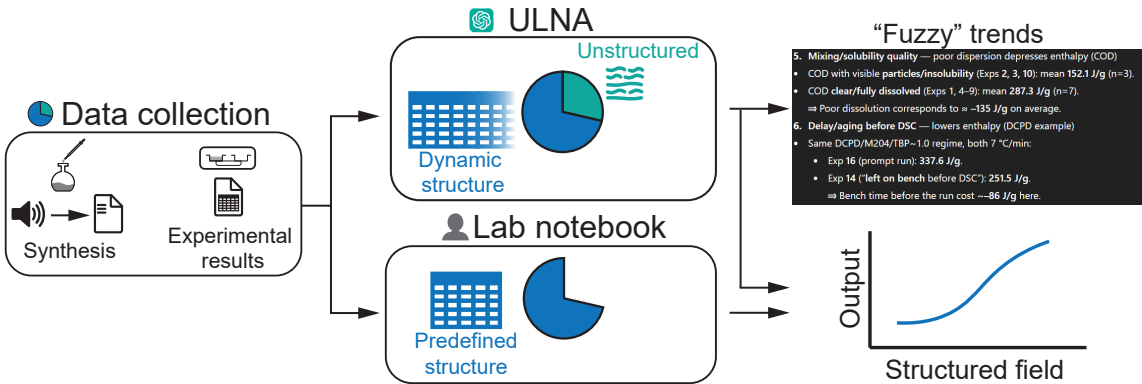 ULNA
Unstructured
Dynamic
structure
Data collection
Synthesis
Experimental
results
Lab notebook
Predefined
structure
“Fuzzy” trends
5. Mixing/solubility quality — poor dispersion depresses enthalpy (COD)
• COD with visible particles/insolubility (Exps 2, 3, 10): mean 152.1 J/g (n=3).
• COD clear/fully dissolved (Exps 1, 4–9): mean 287.3 J/g (n=7).
⇒ Poor dissolution corresponds to ≈ –135 J/g on average.
6. Delay/aging before DSC — lowers enthalpy (DCPD example)
• Same DCPD/M204/TBP~1.0 regime, both 7 °C/min:
• Exp 16 (prompt run): 337.6 J/g.
• Exp 14 (“left on bench before DSC”): 251.5 J/g.
⇒ Bench time before the run cost ~–86 J/g here.
Output
Structured field